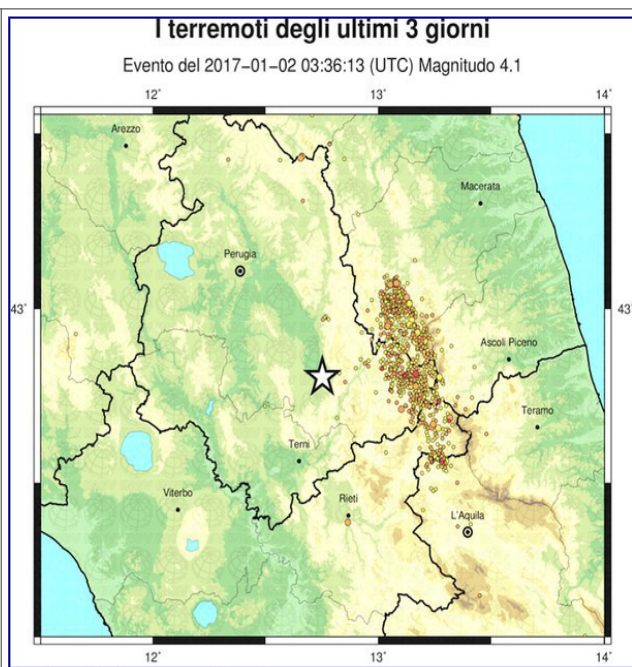 I terremoti degli ultimi 3 giorni
Evento del 2017−01−02 03:36:13 (UTC) Magnitudo 4.1
12˚ 13˚ 14˚
Arezzo
Macerata
Perugia
43˚ 43˚
Ascoli Piceno
Teramo
Terni
Viterbo
Rieti
L'Aquila
12˚ 13˚ 14˚